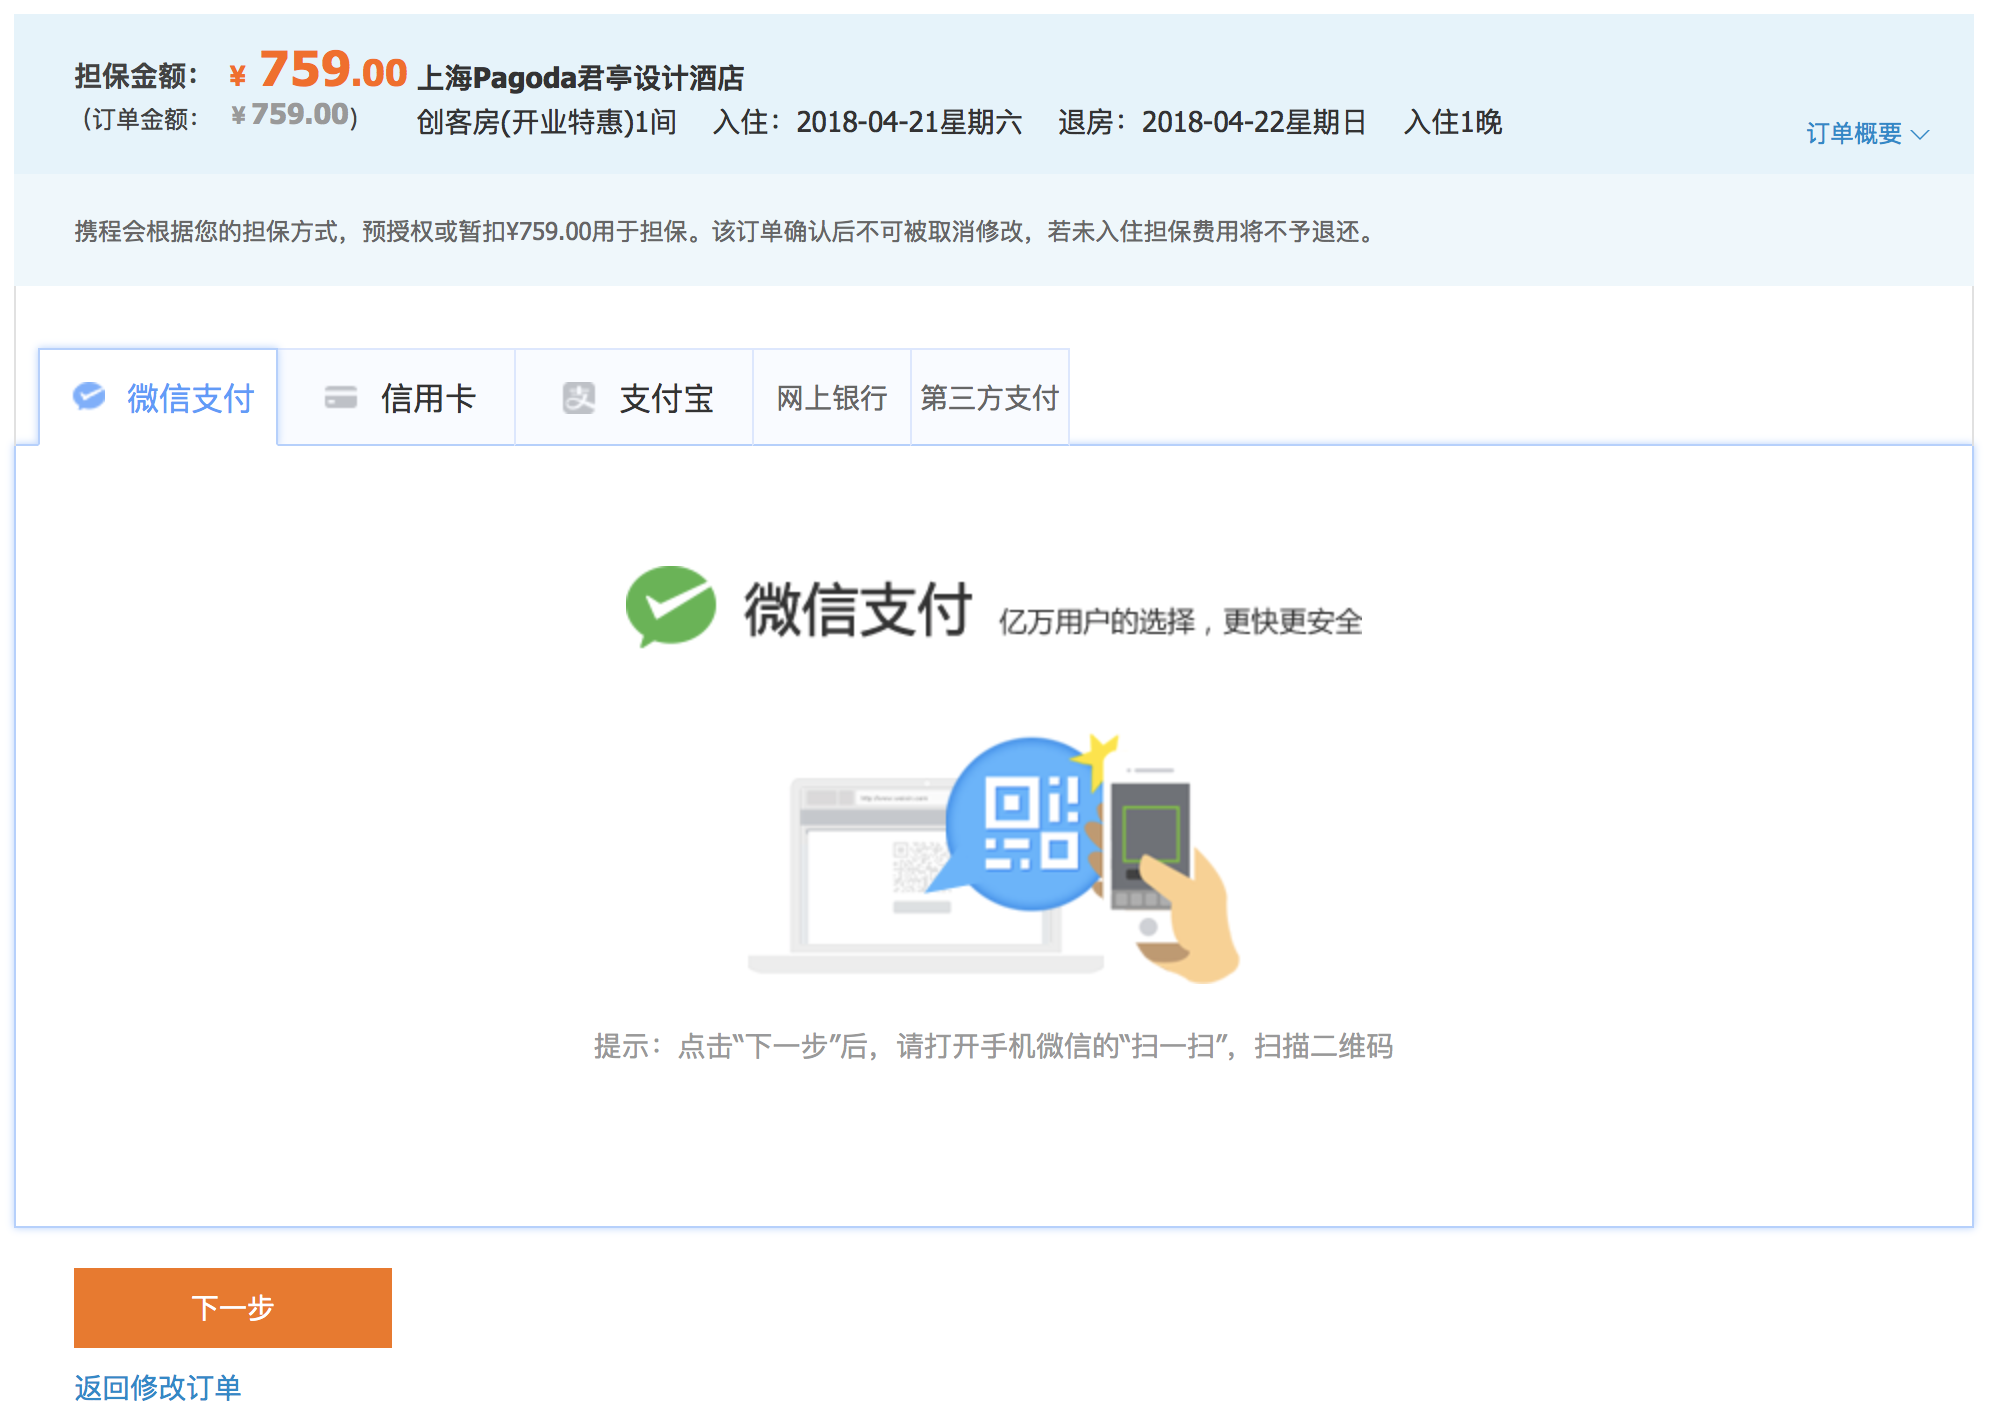 担保金额： ¥ 759.00 上海Pagoda君亭设计酒店
(订单金额： ¥759.00) 创客房(开业特惠)1间 入住：2018-04-21星期六 退房：2018-04-22星期日 入住1晚
订单概要
携程会根据您的担保方式，预授权或暂扣¥759.00用于担保。该订单确认后不可被取消修改，若未入住担保费用将不予退还。
微信支付 信用卡 支付宝 网上银行 第三方支付
微信支付 亿万用户的选择，更快更安全
提示：点击“下一步”后，请打开手机微信的“扫一扫”，扫描二维码
下一步
返回修改订单